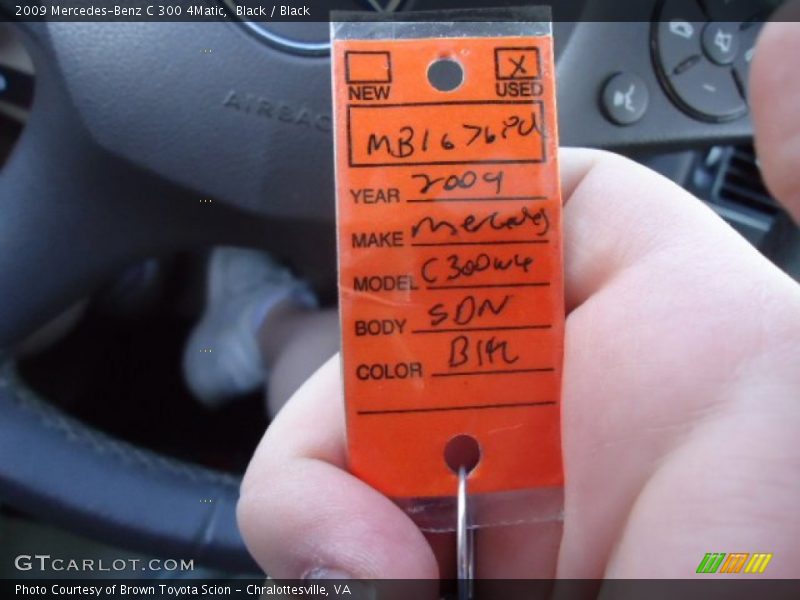 2009 Mercedes-Benz C 300 4Matic, Black / Black
AIRBAG
NEW
USED X
MB1676PU
YEAR 2009
MAKE Mercedes
MODEL C300W4
BODY SDN
COLOR Blk
GTCARLOT.COM
Photo Courtesy of Brown Toyota Scion - Chralottesville, VA